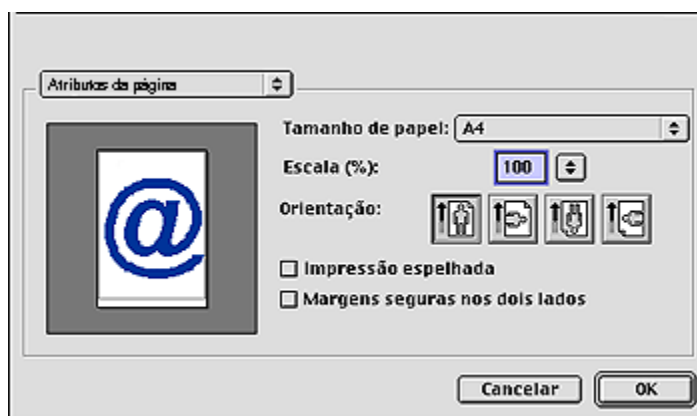 Atributos da página
@
Tamanho de papel: A4
Escala (%): 100
Orientação:
Impressão espelhada
Margens seguras nos dois lados
Cancelar OK